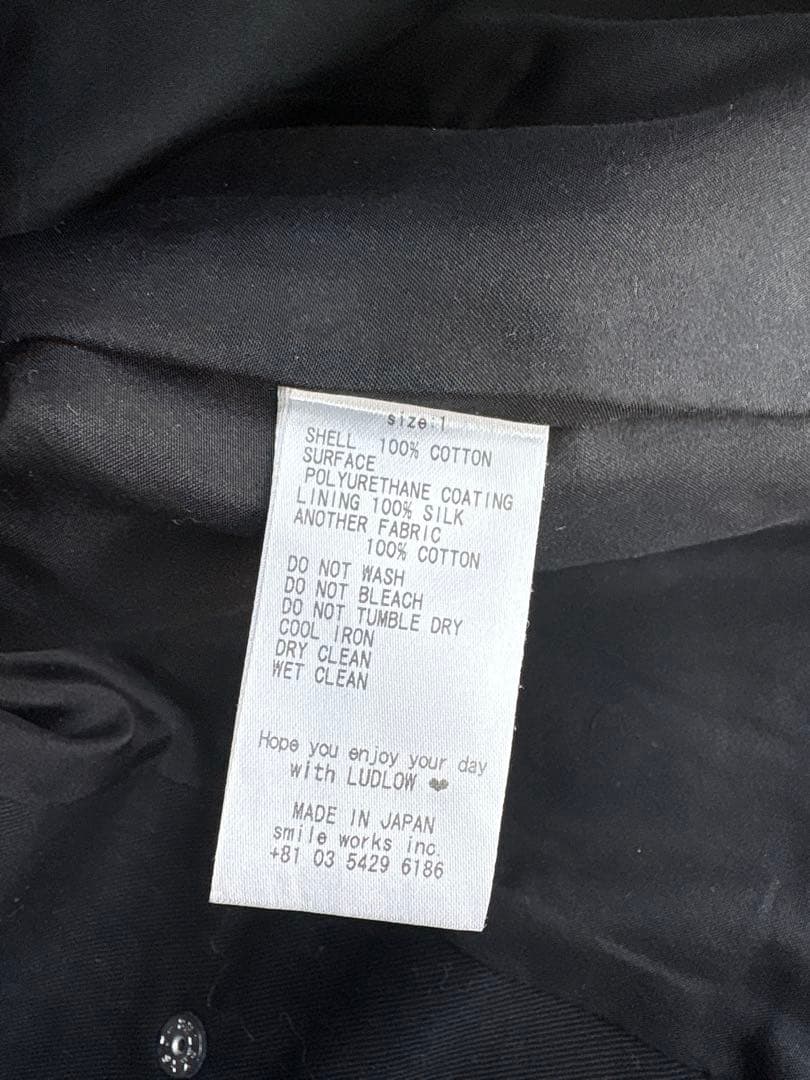 size:1
SHELL 100% COTTON
SURFACE
POLYURETHANE COATING
LINING 100% SILK
ANOTHER FABRIC
100% COTTON
DO NOT WASH
DO NOT BLEACH
DO NOT TUMBLE DRY
COOL IRON
DRY CLEAN
WET CLEAN
Hope you enjoy your day
with LUDLOW ❤
MADE IN JAPAN
smile works inc.
+81 03 5429 6186